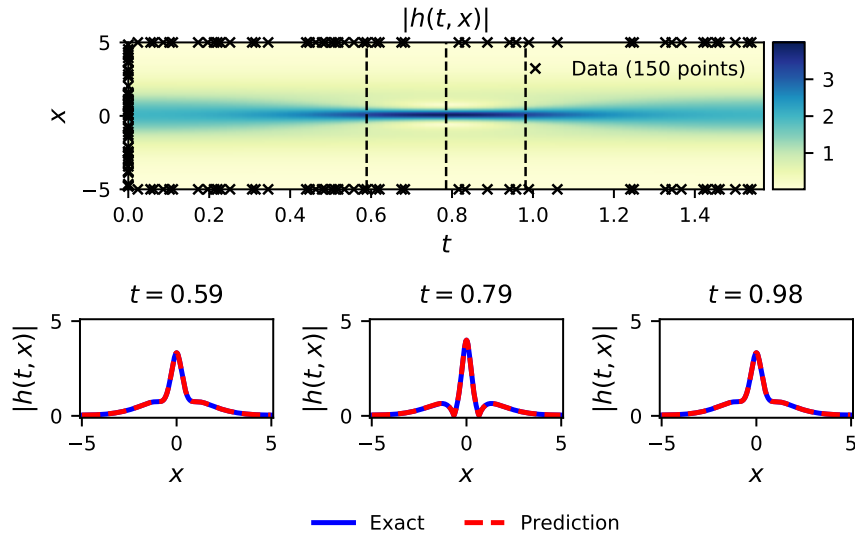 |h(t, x)|
5
0
−5
x
Data (150 points)
3
2
1
0.0 0.2 0.4 0.6 0.8 1.0 1.2 1.4
t
t = 0.59 t = 0.79 t = 0.98
5 5 5
|h(t, x)| |h(t, x)| |h(t, x)|
0 0 0
−5 0 5 −5 0 5 −5 0 5
x x x
Exact Prediction